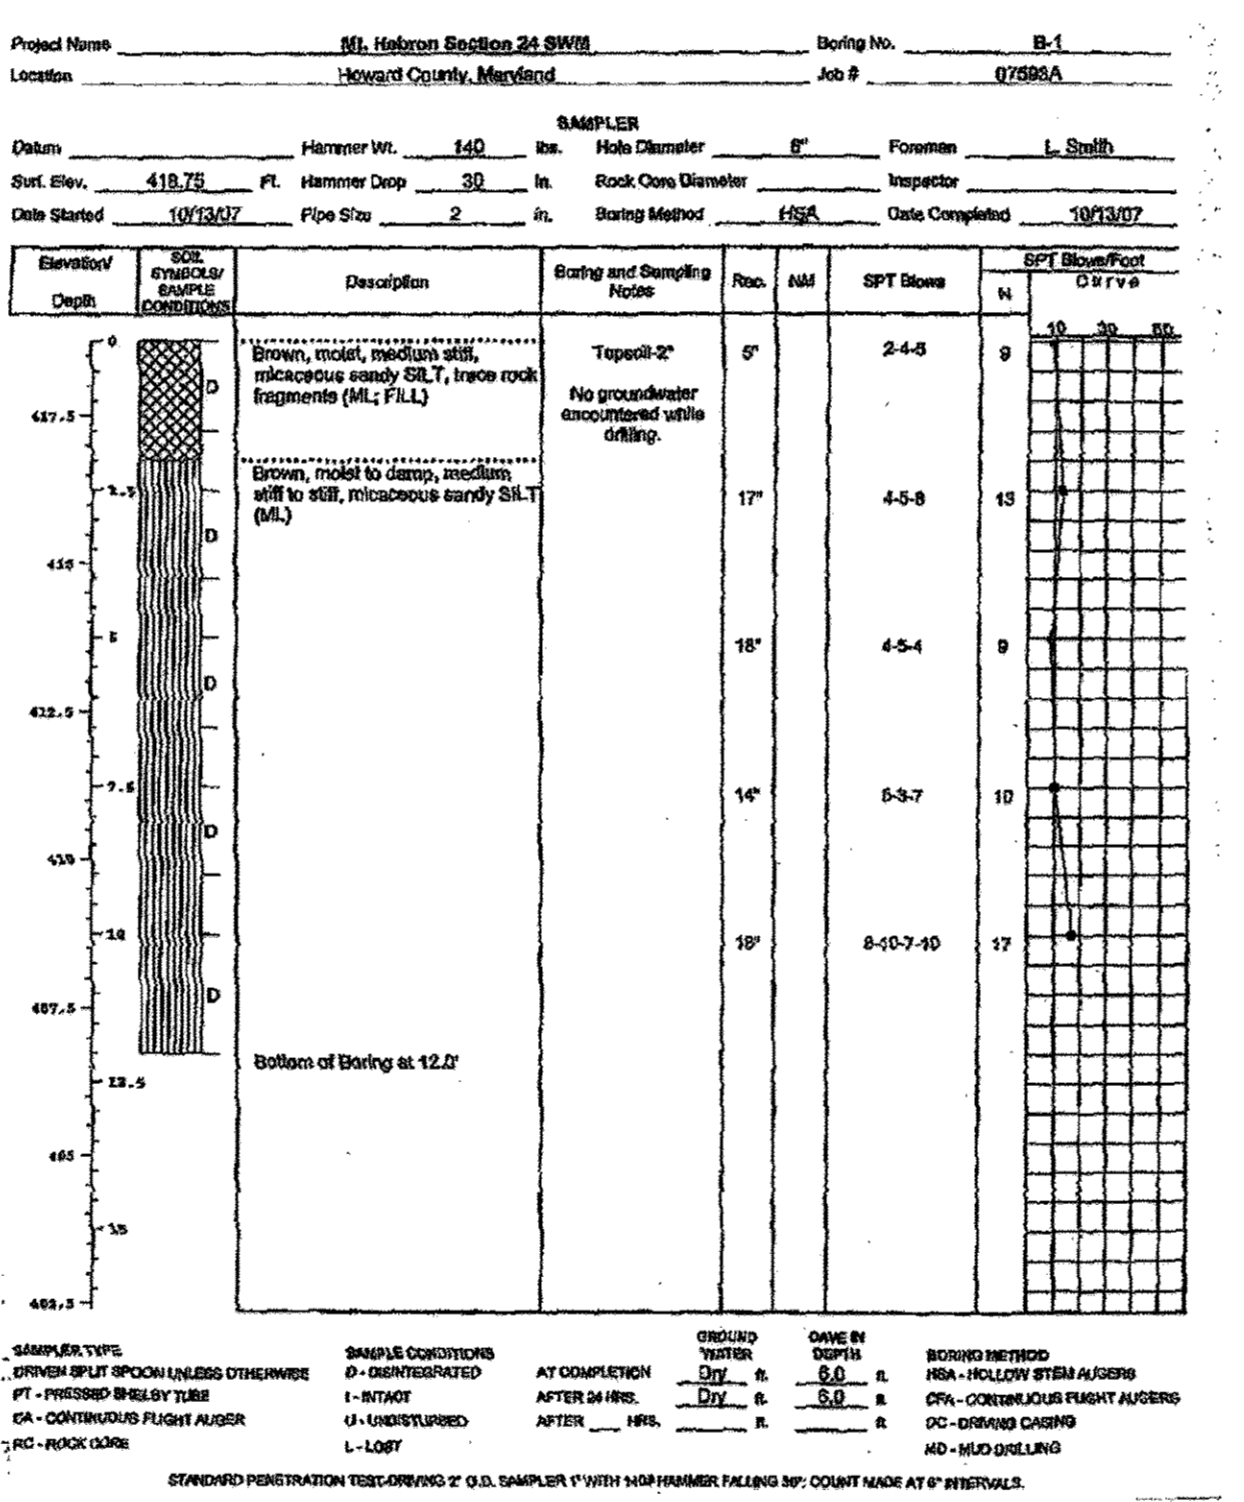 Project Name Mt. Hebron Section 24 SWM Boring No. B-1
Location Howard County, Maryland Job # 07593A
SAMPLER
Datum Hammer Wt. 140 lbs. Hole Diameter 6" Foreman L. Smith
Surf. Elev. 418.75 Ft. Hammer Drop 30 in. Rock Core Diameter Inspector
Date Started 10/13/07 Pipe Size 2 in. Boring Method HSA Date Completed 10/13/07
Elevation/ Depth SOIL SYMBOLS/ SAMPLE CONDITIONS Description Boring and Sampling Notes Rec. NM SPT Blows SPT Blows/Foot
N Curve
10 30 50
0 Brown, moist, medium stiff, Topsoil-2" 5" 2-4-5 9
micaceous sandy SILT, trace rock
D fragments (ML; FILL) No groundwater
417.5 encountered while
drilling.
Brown, moist to damp, medium
2.5 stiff to stiff, micaceous sandy SILT 17" 4-5-8 13
(ML)
D
415
5 18" 4-5-4 9
D
412.5
7.5 14" 5-3-7 10
D
410
10 18" 8-10-7-10 17
D
407.5
Bottom of Boring at 12.0'
12.5
405
15
402.5
GROUND CAVE IN
SAMPLER TYPE SAMPLE CONDITIONS WATER DEPTH BORING METHOD
DRIVEN SPLIT SPOON UNLESS OTHERWISE D - DISINTEGRATED AT COMPLETION Dry ft. 6.0 ft. HSA - HOLLOW STEM AUGERS
PT - PRESSED SHELBY TUBE I - INTACT AFTER 24 HRS. Dry ft. 6.0 ft. CFA - CONTINUOUS FLIGHT AUGERS
CA - CONTINUOUS FLIGHT AUGER U - UNDISTURBED AFTER HRS. ft. ft. DC - DRIVING CASING
RC - ROCK CORE L - LOST MD - MUD DRILLING
STANDARD PENETRATION TEST-DRIVING 2" O.D. SAMPLER 1' WITH 140# HAMMER FALLING 30"; COUNT MADE AT 6" INTERVALS.